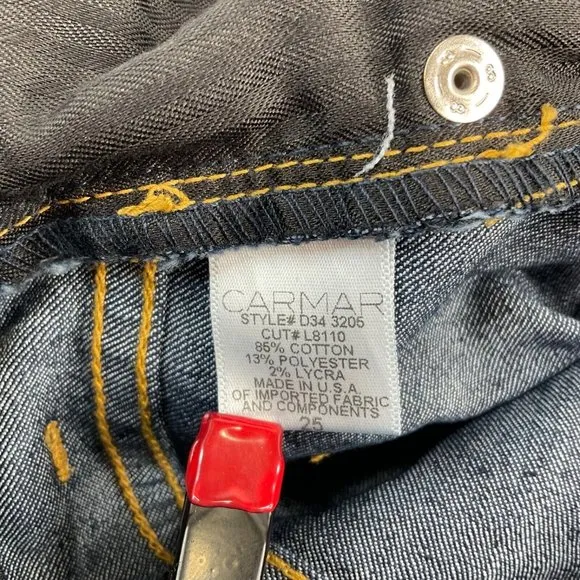 CARMAR
STYLE# D34 3205
CUT# L8110
85% COTTON
13% POLYESTER
2% LYCRA
MADE IN U.S.A
OF IMPORTED FABRIC
AND COMPONENTS
25